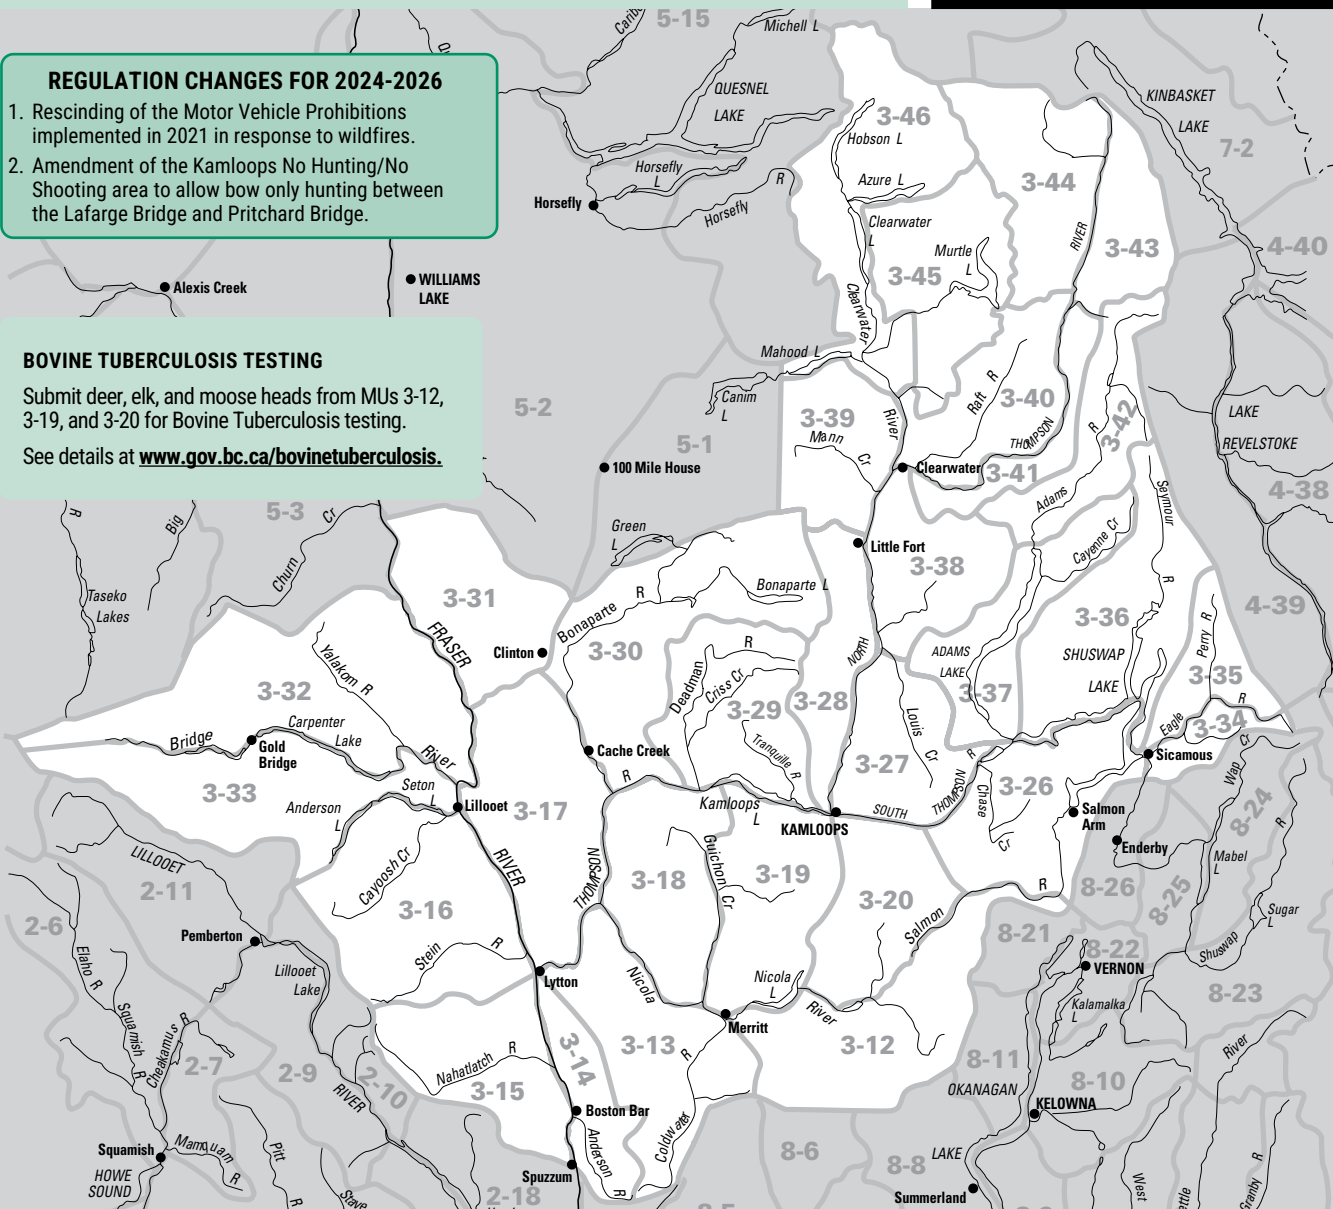 REGULATION CHANGES FOR 2024-2026
1. Rescinding of the Motor Vehicle Prohibitions
implemented in 2021 in response to wildfires.
2. Amendment of the Kamloops No Hunting/No
Shooting area to allow bow only hunting between
the Lafarge Bridge and Pritchard Bridge.
BOVINE TUBERCULOSIS TESTING
Submit deer, elk, and moose heads from MUs 3-12,
3-19, and 3-20 for Bovine Tuberculosis testing.
See details at www.gov.bc.ca/bovinetuberculosis.
5-15
Michell L
QUESNEL
LAKE
3-46
Hobson L
KINBASKET
LAKE
7-2
Horsefly
L
Azure L
3-44
Horsefly
Horsefly
R
Clearwater
L
Murtle
L
RIVER
3-43
4-40
3-45
Alexis Creek
WILLIAMS
LAKE
Clearwater
Mahood L
Canim
L
5-2
5-1
3-39
Mann
Cr
River
Raft R
3-40
THOMPSON
3-42
R
LAKE
REVELSTOKE
100 Mile House
Clearwater
3-41
Adams
Seymour
R
4-38
5-3
R
Big
Churn
Cr
Green
L
Little Fort
3-38
Cayenne Cr
Taseko
Lakes
3-31
Bonaparte L
Bonaparte
R
3-36
4-39
FRASER
Clinton
3-30
NORTH
ADAMS
LAKE
SHUSWAP
LAKE
Perry R
3-35
Yalakom R
3-32
Deadman
R
Criss Cr
3-28
3-37
3-29
Louis
Cr
Eagle
R
3-34
Bridge
Carpenter
Lake
Gold
Bridge
River
Cache Creek
R
Tranquille R
3-27
R
Sicamous
Wap
Cr
3-33
Seton
L
Anderson
L
Lillooet
3-17
Kamloops
L
KAMLOOPS
SOUTH
THOMPSON
Chase
Cr
3-26
Salmon
Arm
8-24
R
Enderby
Mabel
L
LILLOOET
2-11
Cayoosh Cr
RIVER
THOMPSON
3-18
Guichon
Cr
3-19
3-20
R
8-26
8-25
3-16
Salmon
Sugar
L
2-6
Pemberton
8-21
8-22
VERNON
Shuswap
Elaho R
Lillooet
Lake
Stein
R
Lytton
Nicola
Nicola
L
Kalamalka
L
8-23
Squamish
R
Cheakamus R
Merritt
River
3-12
Nahatlatch R
3-14
3-13
R
8-11
OKANAGAN
8-10
River
2-7
2-9
2-10
RIVER
3-15
Boston Bar
KELOWNA
Squamish
Mamquam
R
Pitt
R
Anderson
R
Coldwater
8-6
8-8
LAKE
HOWE
SOUND
Spuzzum
2-18
Summerland
West
R